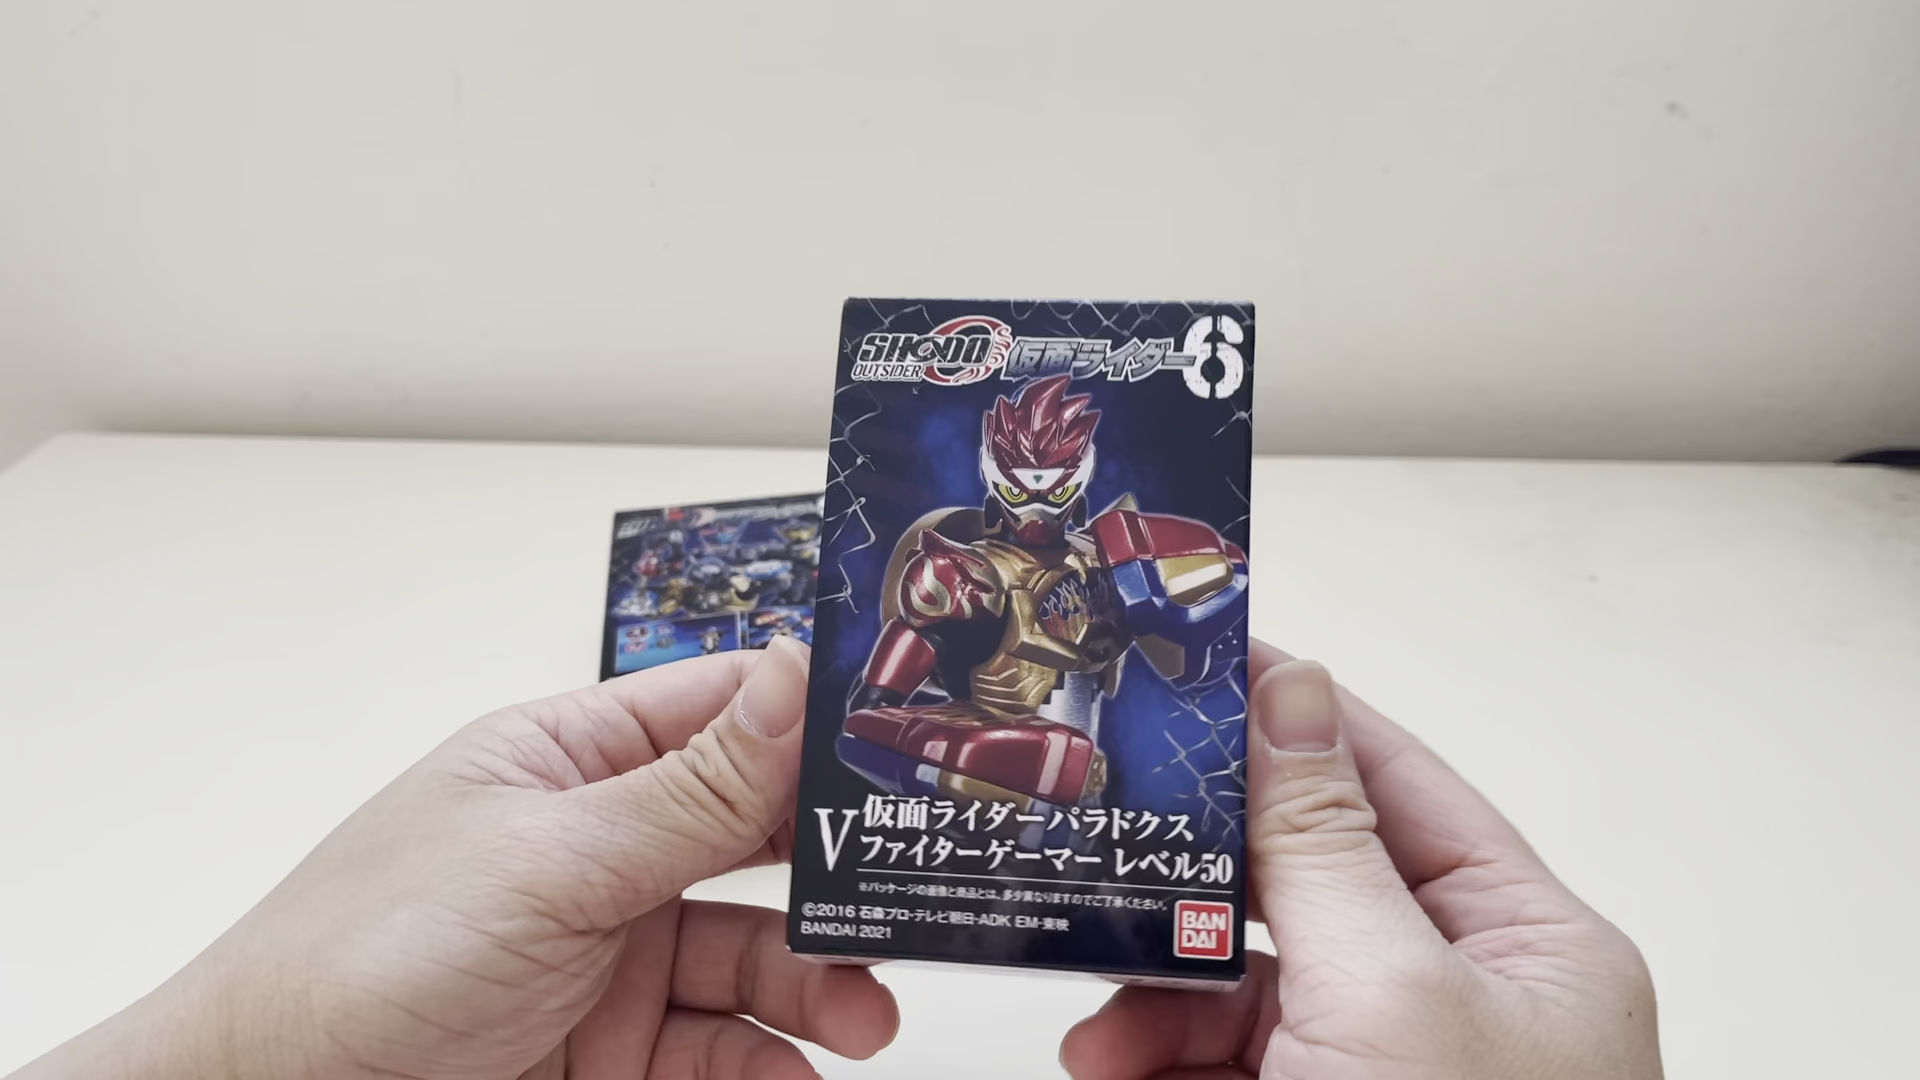 SHODO
OUTSIDER
仮面ライダー6
V 仮面ライダーパラドクス
ファイターゲーマー レベル50
※パッケージの画像と商品とは、多少異なりますのでご了承ください。
©2016 石森プロ・テレビ朝日・ADK EM・東映
BANDAI 2021
BAN
DAI